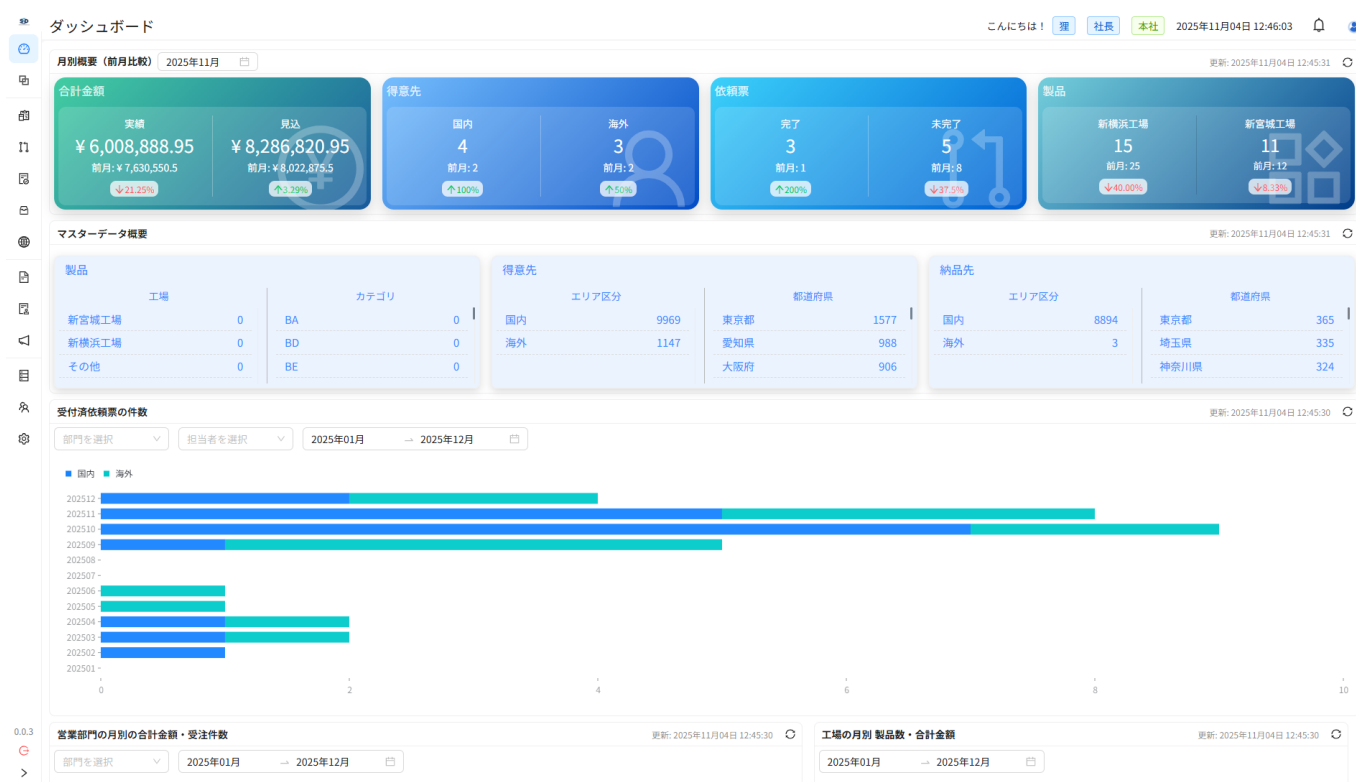 ダッシュボード
こんにちは！ 狸 社長 本社 2025年11月04日 12:46:03
月別概要（前月比較） 2025年11月
更新: 2025年11月04日 12:45:31
合計金額
実績 見込
¥ 6,008,888.95 ¥ 8,286,820.95
前月: ¥ 7,630,550.5 前月: ¥ 8,022,875.5
↓21.25% ↑3.29%
得意先
国内 海外
4 3
前月: 2 前月: 2
↑100% ↑50%
依頼票
完了 未完了
3 5
前月: 1 前月: 8
↑200% ↓37.5%
製品
新横浜工場 新宮城工場
15 11
前月: 25 前月: 12
↓40.00% ↓8.33%
マスターデータ概要
更新: 2025年11月04日 12:45:31
製品
工場 カテゴリ
新宮城工場 0 BA 0
新横浜工場 0 BD 0
その他 0 BE 0
得意先
エリア区分 都道府県
国内 9969 東京都 1577
海外 1147 愛知県 988
大阪府 906
納品先
エリア区分 都道府県
国内 8894 東京都 365
海外 3 埼玉県 335
神奈川県 324
受付済依頼票の件数
更新: 2025年11月04日 12:45:30
部門を選択 担当者を選択 2025年01月 → 2025年12月
国内 海外
202512
202511
202510
202509
202508
202507
202506
202505
202504
202503
202502
202501
0 2 4 6 8 10
営業部門の月別の合計金額・受注件数
更新: 2025年11月04日 12:45:30
部門を選択 2025年01月 → 2025年12月
工場の月別 製品数・合計金額
更新: 2025年11月04日 12:45:30
2025年01月 → 2025年12月
0.0.3